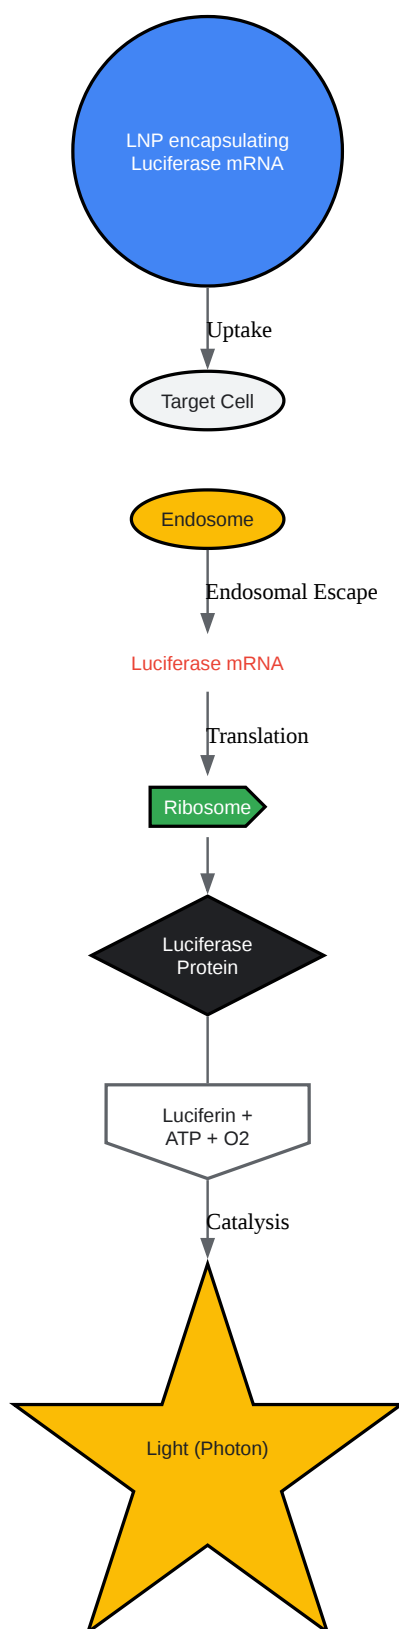 LNP encapsulating
Luciferase mRNA
Uptake
Target Cell
Endosome
Endosomal Escape
Luciferase mRNA
Translation
Ribosome
Luciferase
Protein
Luciferin +
ATP + O2
Catalysis
Light (Photon)